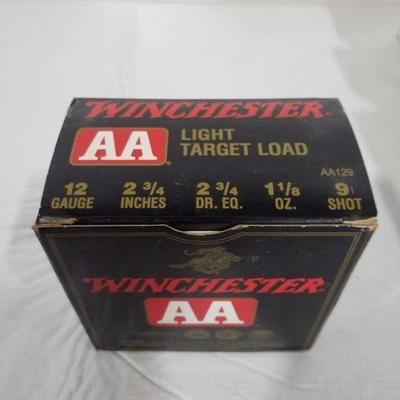 WINCHESTER®
AA®
LIGHT
TARGET LOAD
AA129
12 2 3/4 2 3/4 1 1/8 9
GAUGE INCHES DR. EQ. OZ. SHOT
WINCHESTER®
AA®